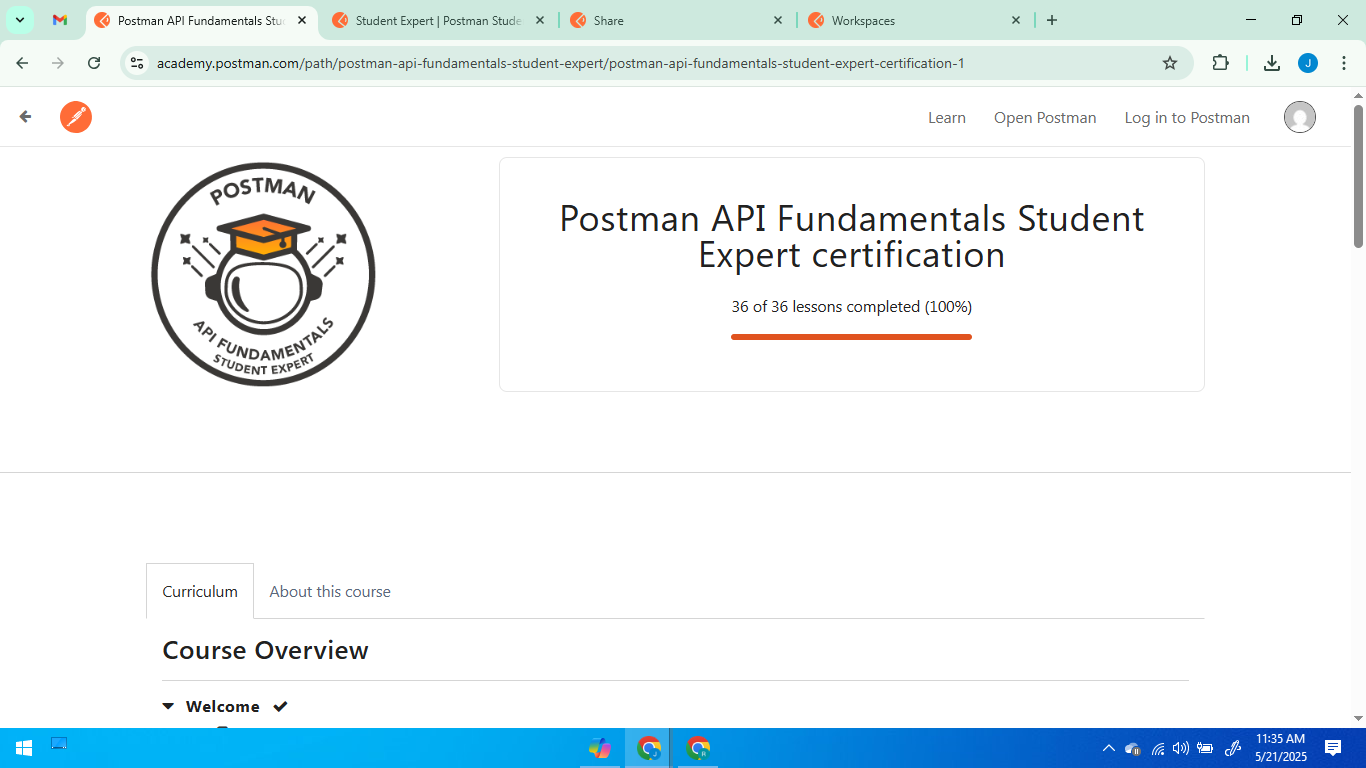 Postman API Fundamentals Stu
Student Expert | Postman Stude
Share
Workspaces
academy.postman.com/path/postman-api-fundamentals-student-expert/postman-api-fundamentals-student-expert-certification-1
J
Learn
Open Postman
Log in to Postman
POSTMAN
API FUNDAMENTALS
STUDENT EXPERT
Postman API Fundamentals Student
Expert certification
36 of 36 lessons completed (100%)
Curriculum
About this course
Course Overview
Welcome
11:35 AM
5/21/2025